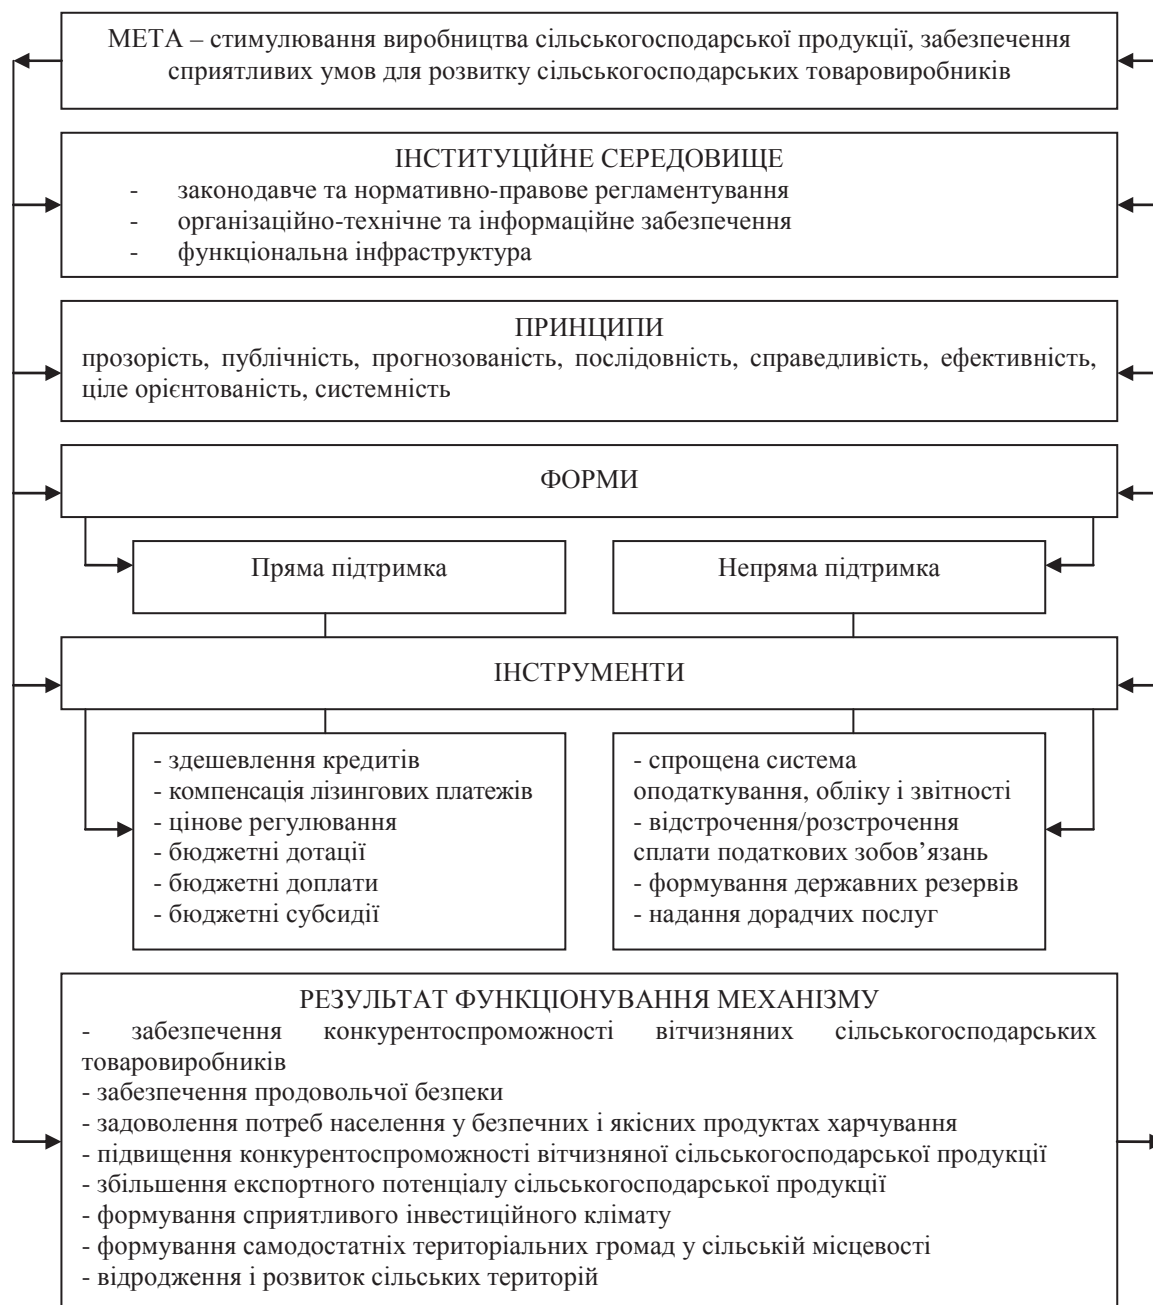 МЕТА – стимулювання виробництва сільськогосподарської продукції, забезпечення
сприятливих умов для розвитку сільськогосподарських товаровиробників
ІНСТИТУЦІЙНЕ СЕРЕДОВИЩЕ
- законодавче та нормативно-правове регламентування
- організаційно-технічне та інформаційне забезпечення
- функціональна інфраструктура
ПРИНЦИПИ
прозорість, публічність, прогнозованість, послідовність, справедливість, ефективність,
ціле орієнтованість, системність
ФОРМИ
Пряма підтримка
Непряма підтримка
ІНСТРУМЕНТИ
- здешевлення кредитів
- компенсація лізингових платежів
- цінове регулювання
- бюджетні дотації
- бюджетні доплати
- бюджетні субсидії
- спрощена система
оподаткування, обліку і звітності
- відстрочення/розстрочення
сплати податкових зобов’язань
- формування державних резервів
- надання дорадчих послуг
РЕЗУЛЬТАТ ФУНКЦІОНУВАННЯ МЕХАНІЗМУ
- забезпечення конкурентоспроможності вітчизняних сільськогосподарських
товаровиробників
- забезпечення продовольчої безпеки
- задоволення потреб населення у безпечних і якісних продуктах харчування
- підвищення конкурентоспроможності вітчизняної сільськогосподарської продукції
- збільшення експортного потенціалу сільськогосподарської продукції
- формування сприятливого інвестиційного клімату
- формування самодостатніх територіальних громад у сільській місцевості
- відродження і розвиток сільських територій